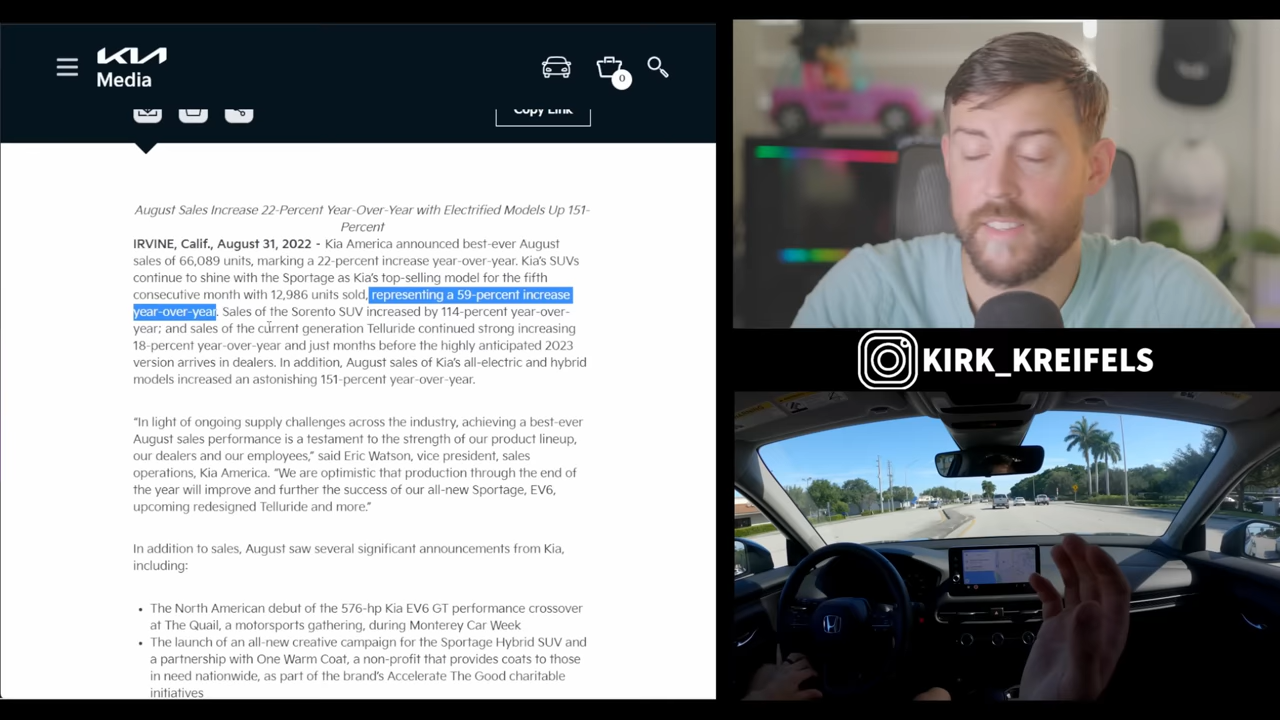 KIA
Media
0
Copy Link
August Sales Increase 22-Percent Year-Over-Year with Electrified Models Up 151-
Percent
IRVINE, Calif., August 31, 2022 - Kia America announced best-ever August
sales of 66,089 units, marking a 22-percent increase year-over-year. Kia's SUVs
continue to shine with the Sportage as Kia's top-selling model for the fifth
consecutive month with 12,986 units sold, representing a 59-percent increase
year-over-year. Sales of the Sorento SUV increased by 114-percent year-over-
year; and sales of the current generation Telluride continued strong increasing
18-percent year-over-year and just months before the highly anticipated 2023
version arrives in dealers. In addition, August sales of Kia's all-electric and hybrid
models increased an astonishing 151-percent year-over-year.
“In light of ongoing supply challenges across the industry, achieving a best-ever
August sales performance is a testament to the strength of our product lineup,
our dealers and our employees,” said Eric Watson, vice president, sales
operations, Kia America. “We are optimistic that production through the end of
the year will improve and further the success of our all-new Sportage, EV6,
upcoming redesigned Telluride and more.”
In addition to sales, August saw several significant announcements from Kia,
including:
• The North American debut of the 576-hp Kia EV6 GT performance crossover
at The Quail, a motorsports gathering, during Monterey Car Week
• The launch of an all-new creative campaign for the Sportage Hybrid SUV and
a partnership with One Warm Coat, a non-profit that provides coats to those
in need nationwide, as part of the brand's Accelerate The Good charitable
initiatives
KIRK_KREIFELS